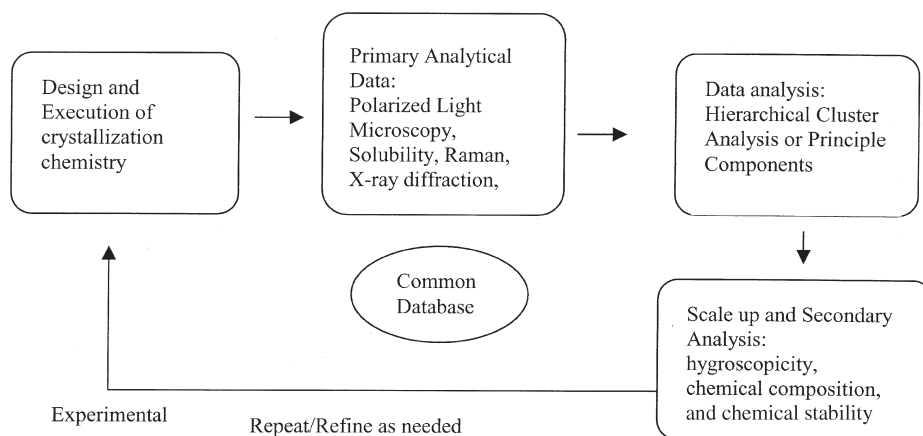 Design and
Execution of
crystallization
chemistry
Primary Analytical
Data:
Polarized Light
Microscopy,
Solubility, Raman,
X-ray diffraction,
Data analysis:
Hierarchical Cluster
Analysis or Principle
Components
Common
Database
Scale up and Secondary
Analysis:
hygroscopicity,
chemical composition,
and chemical stability
Experimental
Repeat/Refine as needed